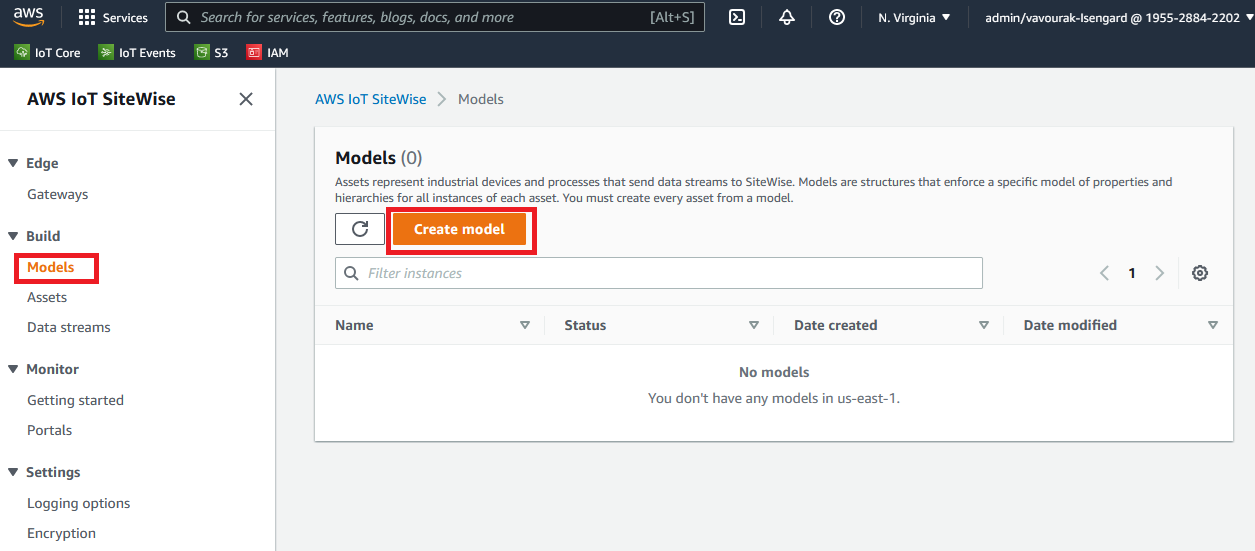 aws Services Search for services, features, blogs, docs, and more [Alt+S] N. Virginia admin/vavourak-Isengard @ 1955-2884-2202
IoT Core IoT Events S3 IAM
AWS IoT SiteWise
Edge
Gateways
Build
Models
Assets
Data streams
Monitor
Getting started
Portals
Settings
Logging options
Encryption
AWS IoT SiteWise Models
Models (0)
Assets represent industrial devices and processes that send data streams to SiteWise. Models are structures that enforce a specific model of properties and
hierarchies for all instances of each asset. You must create every asset from a model.
Create model
Filter instances 1
Name Status Date created Date modified
No models
You don't have any models in us-east-1.